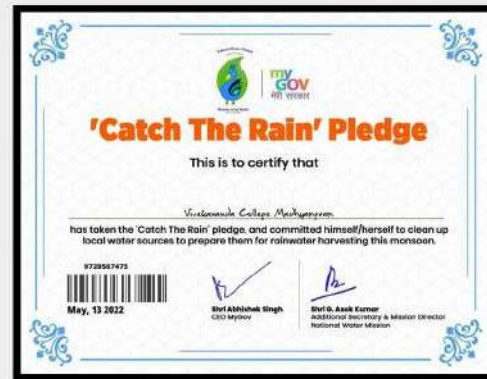 my
GOV
मेरी सरकार
'Catch The Rain' Pledge
This is to certify that
Vivekananda College Madhyamgram
has taken the 'Catch The Rain' pledge, and committed himself/herself to clean up
local water sources to prepare them for rainwater harvesting this monsoon.
9729567475
May, 13 2022
Shri Abhishek Singh
CEO MyGov
Shri G. Asok Kumar
Additional Secretary & Mission Director
National Water Mission